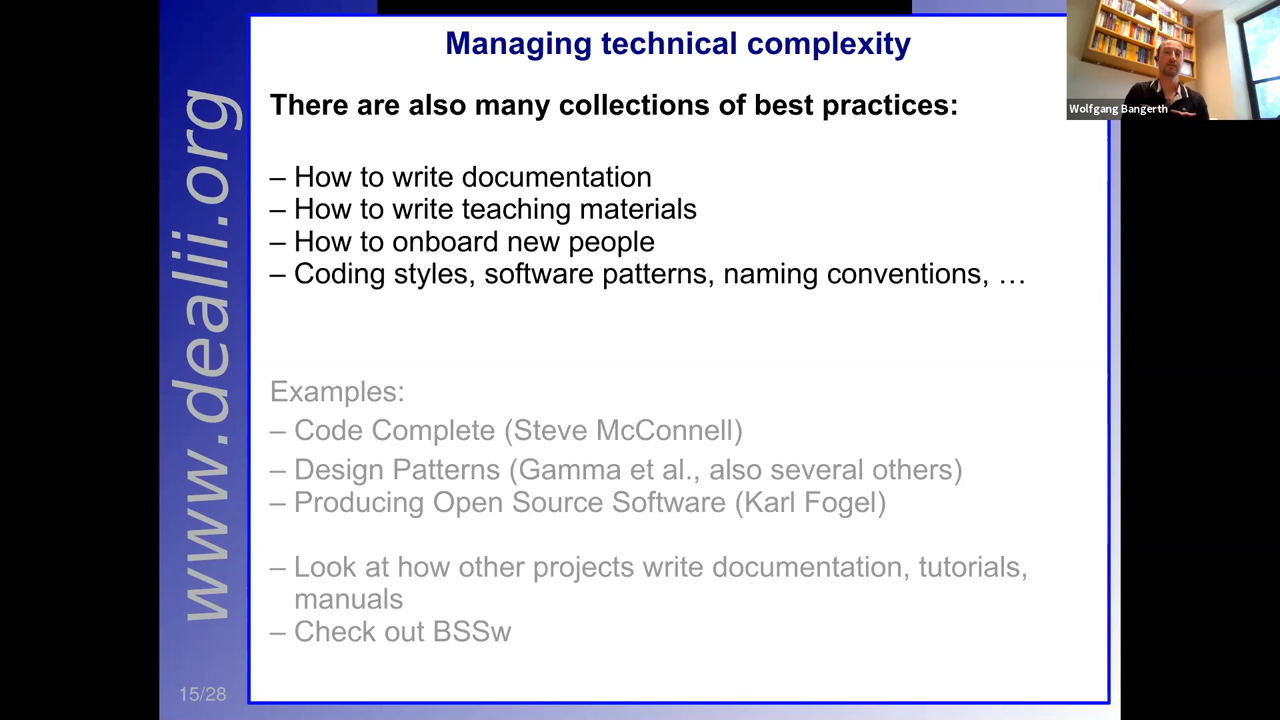 Managing technical complexity
There are also many collections of best practices:
– How to write documentation
– How to write teaching materials
– How to onboard new people
– Coding styles, software patterns, naming conventions, …
Examples:
– Code Complete (Steve McConnell)
– Design Patterns (Gamma et al., also several others)
– Producing Open Source Software (Karl Fogel)
– Look at how other projects write documentation, tutorials,
manuals
– Check out BSSw
www.dealii.org
15/28
Wolfgang Bangerth